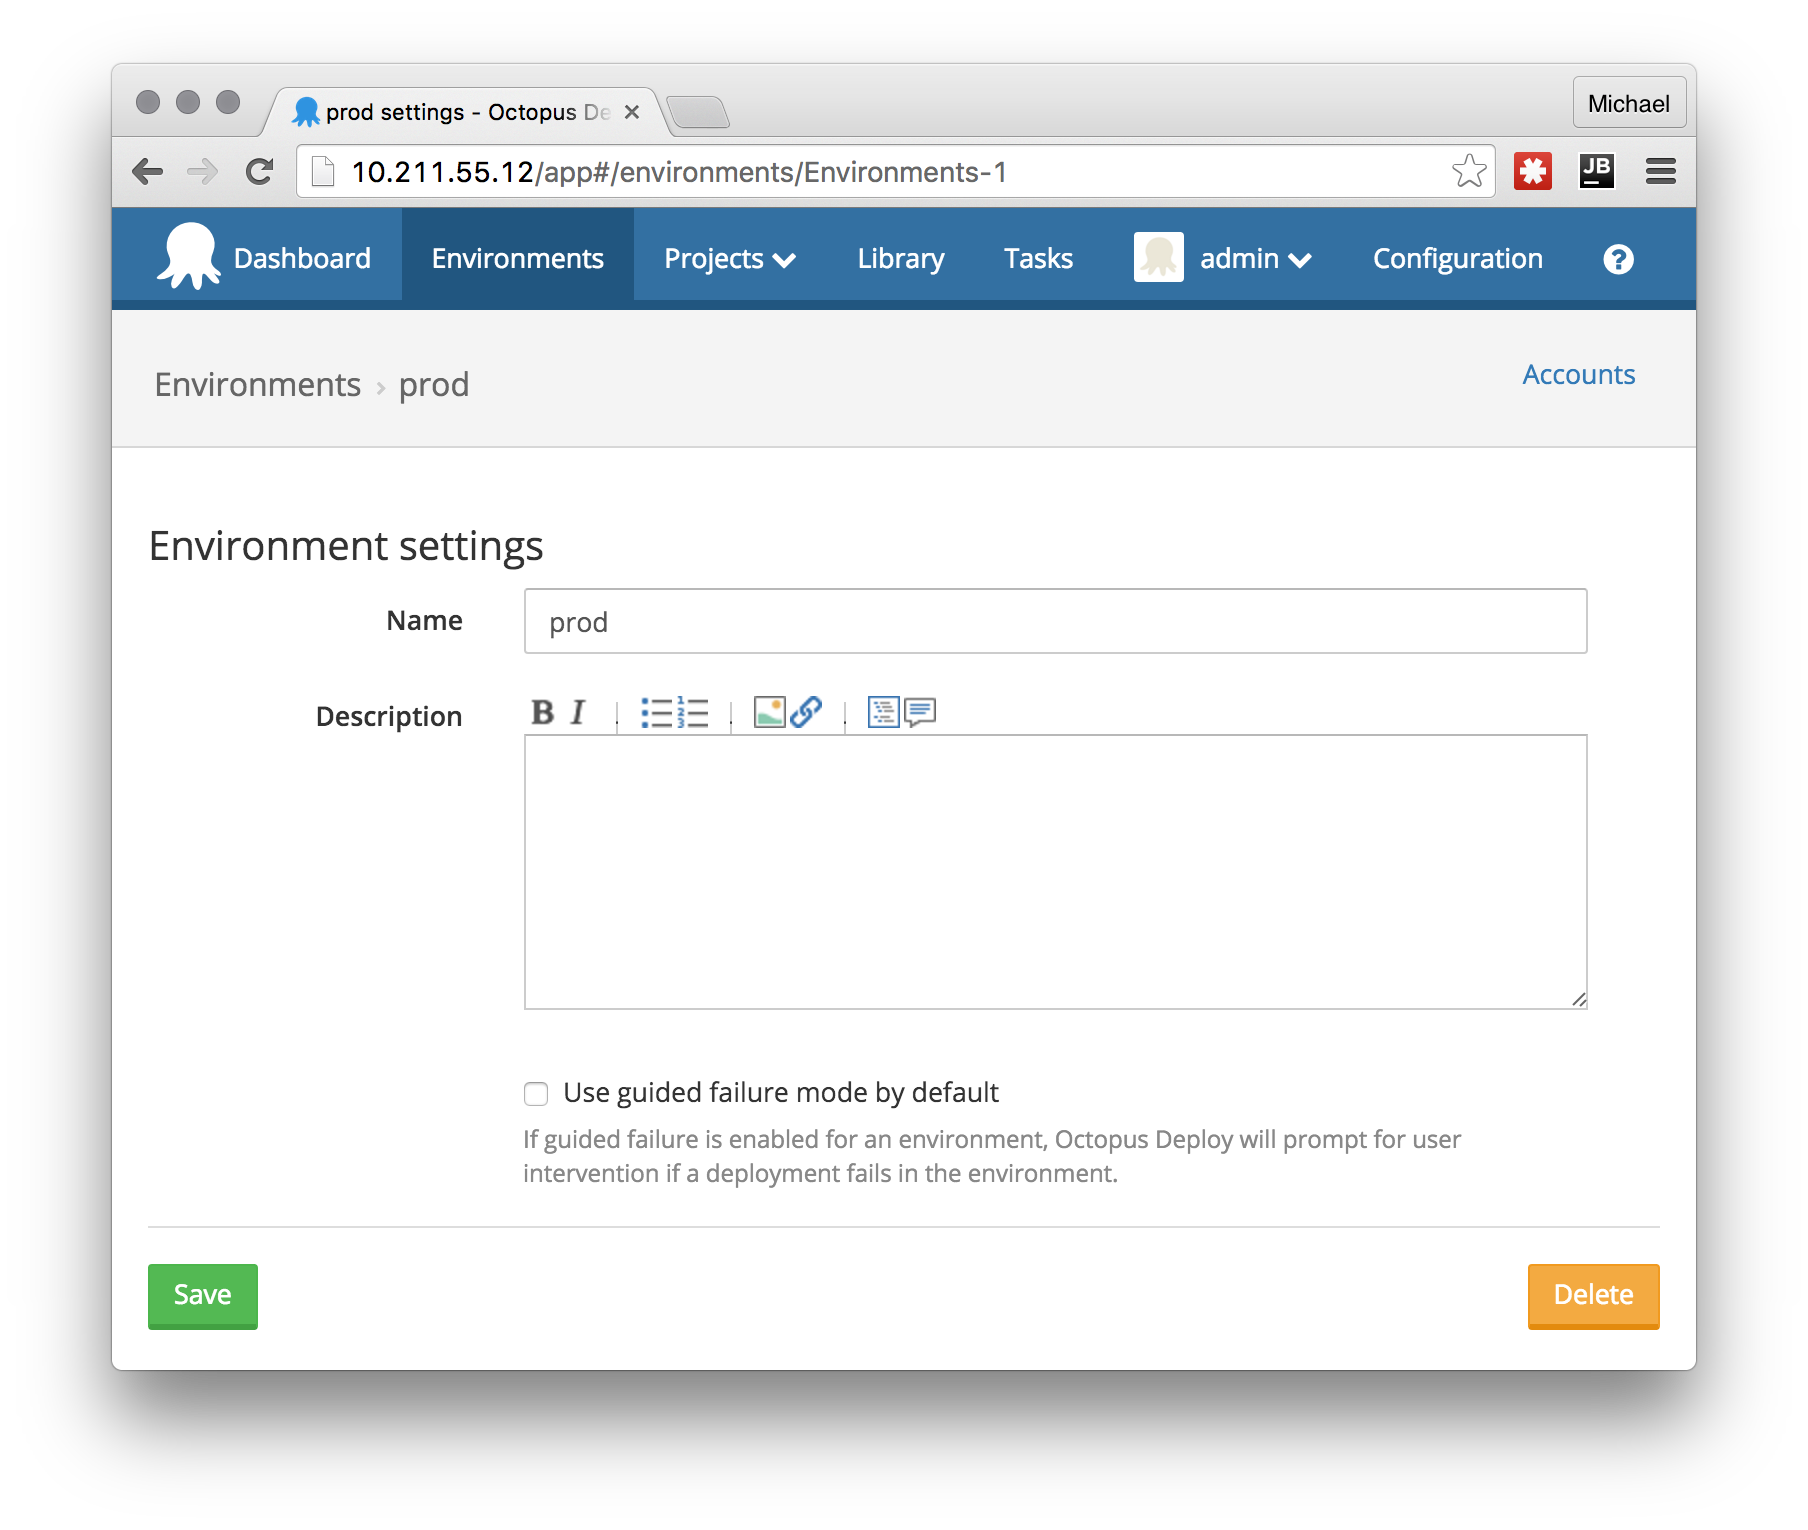 prod settings - Octopus De
Michael
10.211.55.12/app#/environments/Environments-1
JB
Dashboard
Environments
Projects
Library
Tasks
admin
Configuration
?
Environments › prod
Accounts
Environment settings
Name
prod
Description
B I
Use guided failure mode by default
If guided failure is enabled for an environment, Octopus Deploy will prompt for user
intervention if a deployment fails in the environment.
Save
Delete